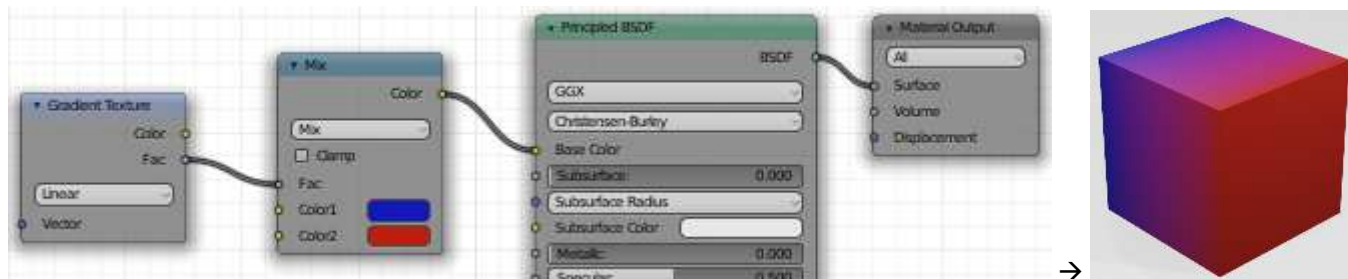 Gradient Texture
Color
Fac
Linear
Vector
Mix
Color
Mix
Clamp
Fac
Color1
Color2
Principled BSDF
BSDF
GGX
Christensen-Burley
Base Color
Subsurface: 0.000
Subsurface Radius
Subsurface Color
Metallic: 0.000
Specular: 0.500
Material Output
All
Surface
Volume
Displacement
→